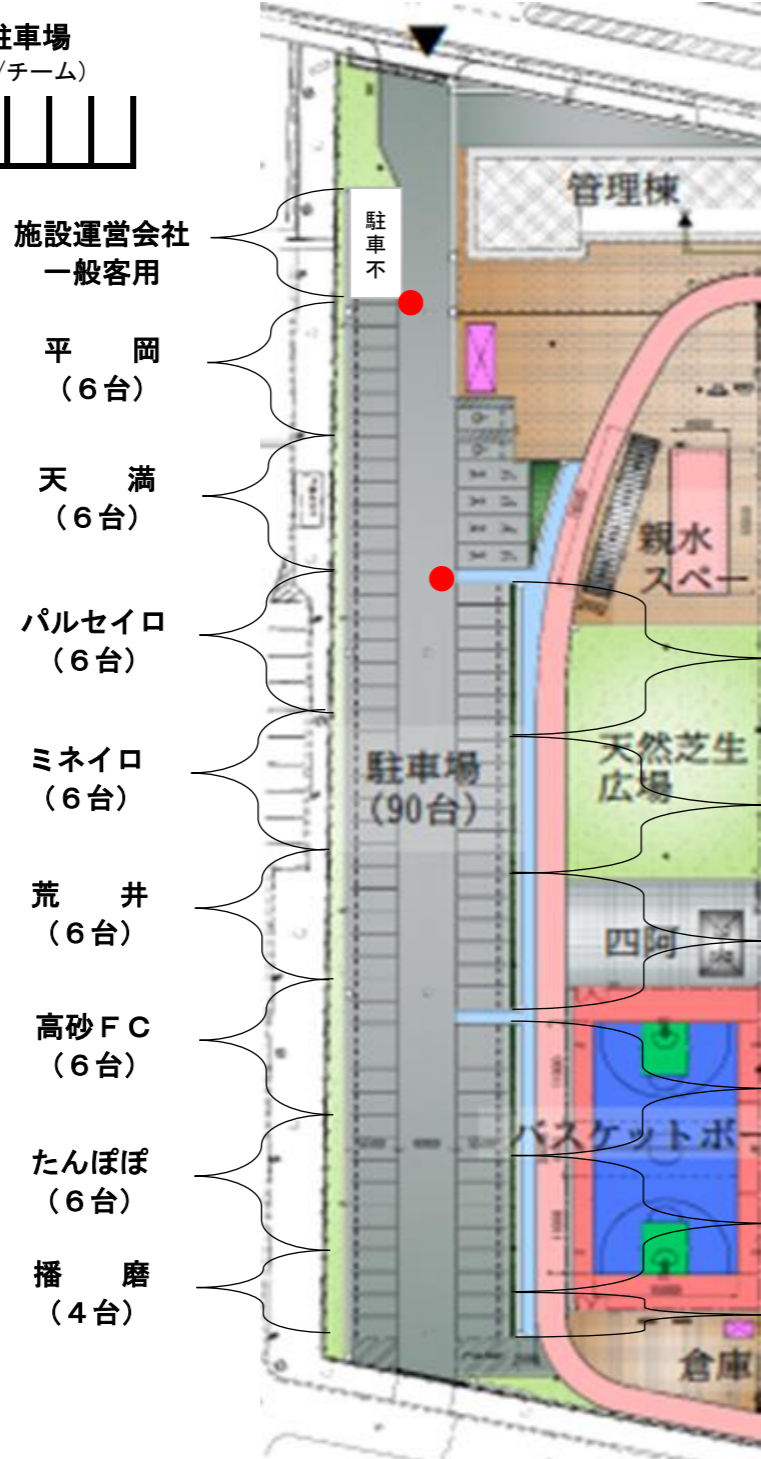 主車場
/チーム）
施設運営会社
一般客用
駐
車
不
管理棟
平　　岡
（６台）
天　　満
（６台）
親水
スペー
パルセイロ
（６台）
ミネイロ
（６台）
駐車場
（90台）
天然芝生
広場
荒　　井
（６台）
四阿
高砂ＦＣ
（６台）
バスケットボー
たんぽぽ
（６台）
播　　磨
（４台）
倉庫